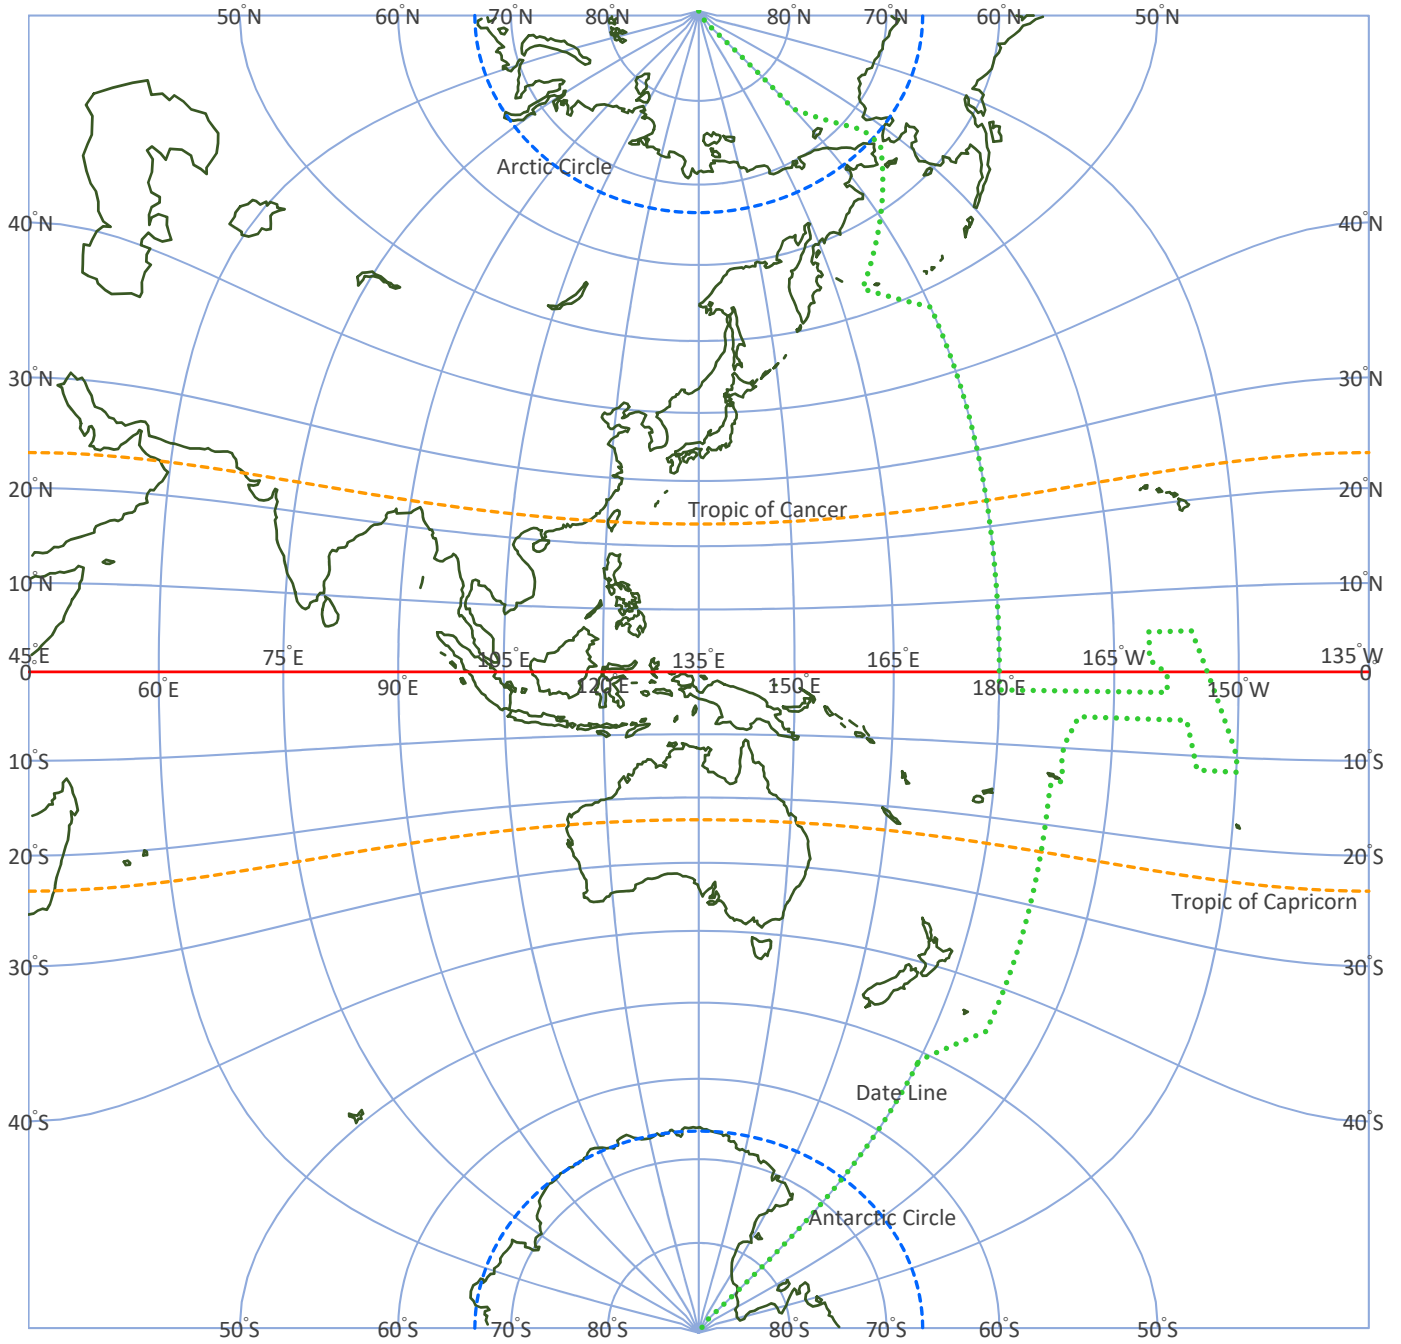 50°N 60°N 70°N 80°N 80°N 70°N 60°N 50°N
Arctic Circle
40°N 40°N
30°N 30°N
20°N 20°N
Tropic of Cancer
10°N 10°N
45°E 75°E 105°E 135°E 165°E 165°W 135°W
0° 0°
60°E 90°E 120°E 150°E 180°E 150°W
10°S 10°S
20°S 20°S
Tropic of Capricorn
30°S 30°S
Date Line
40°S 40°S
Antarctic Circle
50°S 60°S 70°S 80°S 80°S 70°S 60°S 50°S